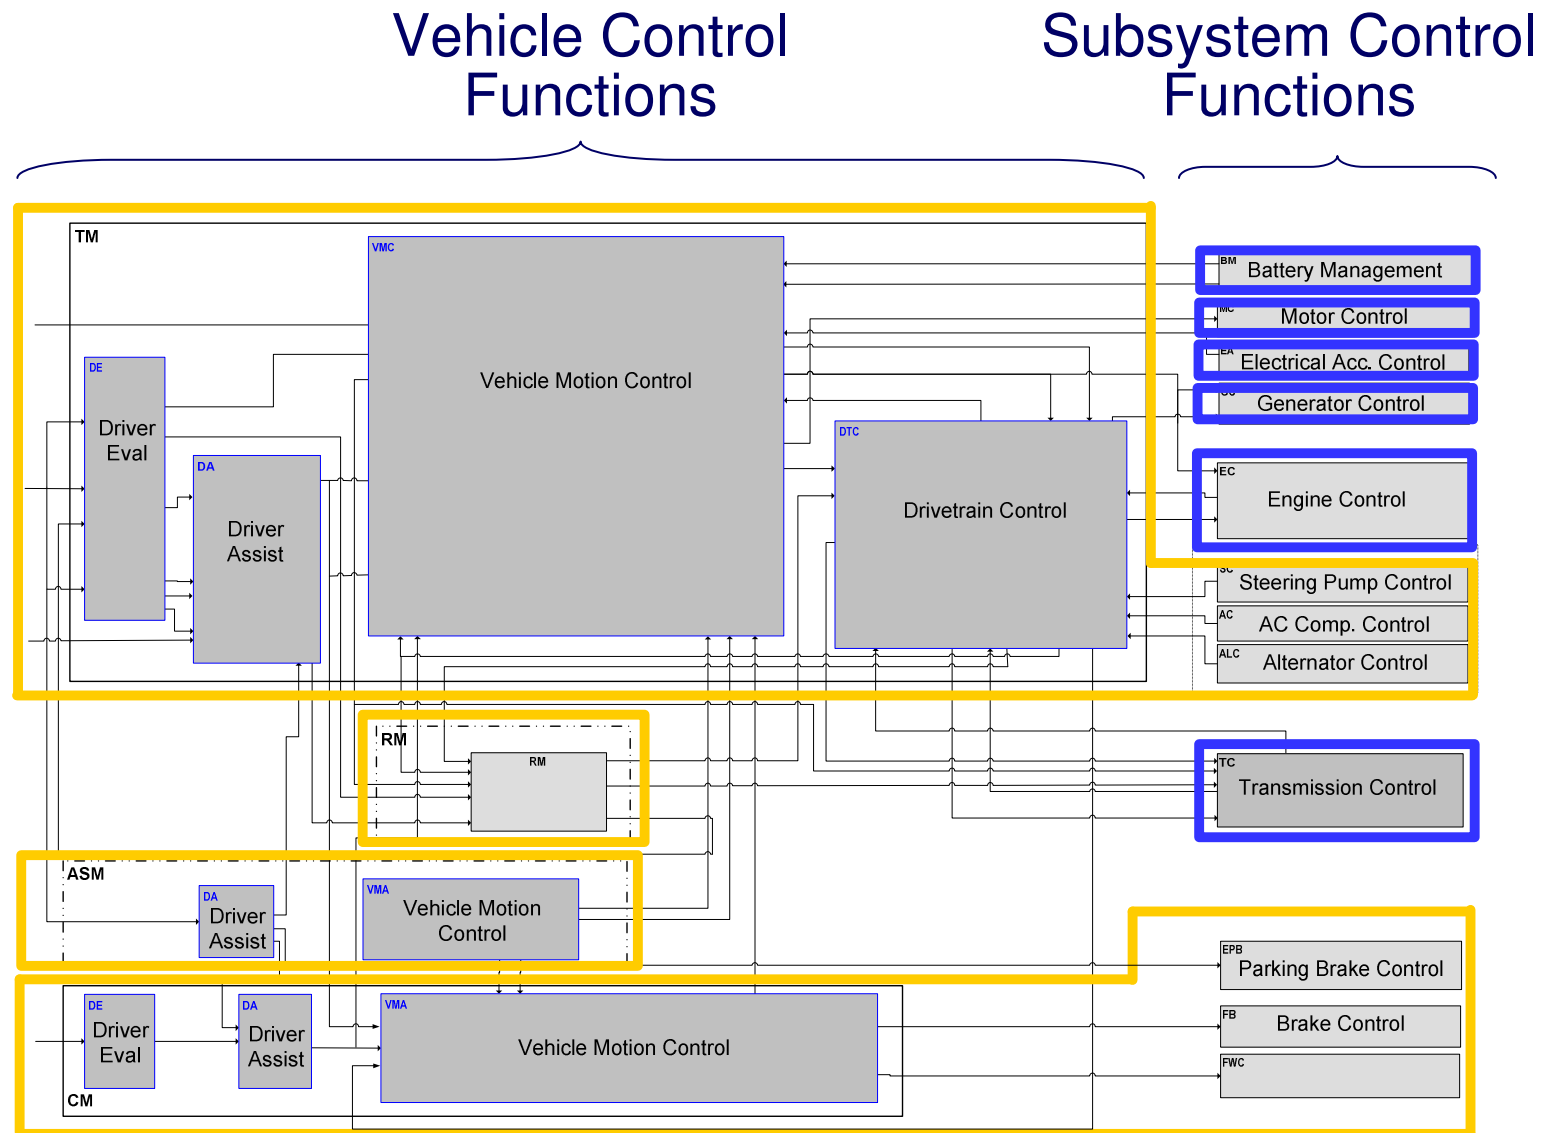 Vehicle Control
Functions
Subsystem Control
Functions
TM
VMC
Vehicle Motion Control
DE
Driver
Eval
DA
Driver
Assist
DTC
Drivetrain Control
BM
Battery Management
MC
Motor Control
EA
Electrical Acc. Control
Generator Control
EC
Engine Control
SC
Steering Pump Control
AC
AC Comp. Control
ALC
Alternator Control
RM
RM
TC
Transmission Control
ASM
DA
Driver
Assist
VMA
Vehicle Motion
Control
EPB
Parking Brake Control
DE
Driver
Eval
DA
Driver
Assist
VMA
Vehicle Motion Control
FB
Brake Control
FWC
CM